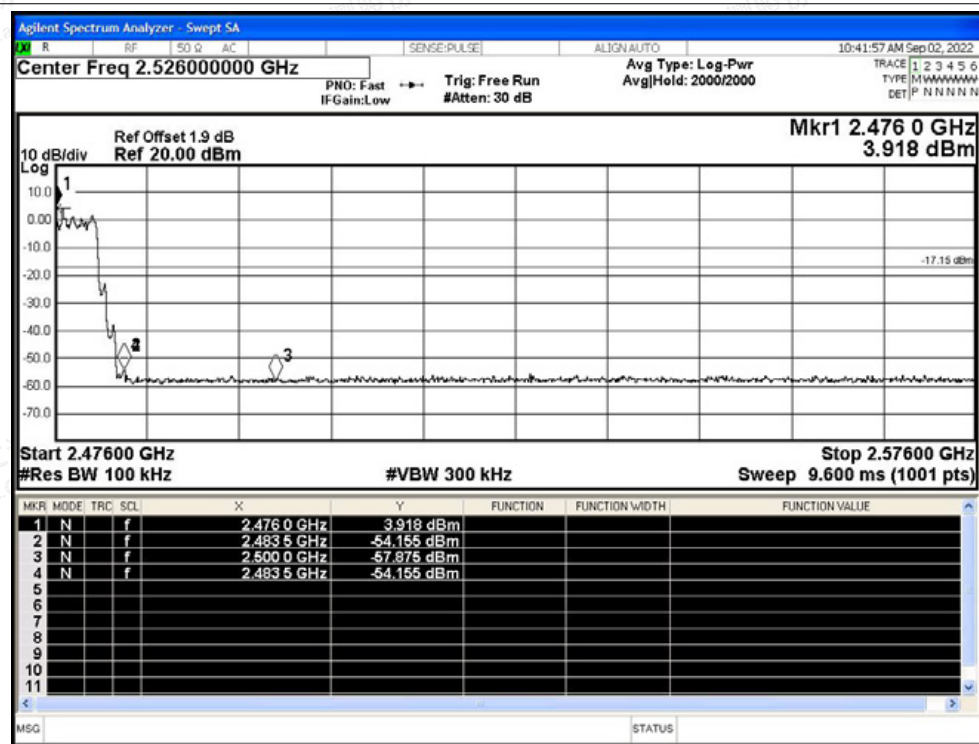 Agilent Spectrum Analyzer - Swept SA
R RF 50 Ω AC SENSE:PULSE ALIGN AUTO 10:41:57 AM Sep 02, 2022
Center Freq 2.526000000 GHz PNO: Fast Trig: Free Run Avg Type: Log-Pwr TRACE 1 2 3 4 5 6
IFGain:Low #Atten: 30 dB Avg|Hold: 2000/2000 TYPE M W W W W W
DET P N N N N N
Mkr1 2.476 0 GHz
3.918 dBm
Ref Offset 1.9 dB
10 dB/div Ref 20.00 dBm
Log
10.0
1
0.00
-10.0
-17.15 dBm
-20.0
-30.0
-40.0
-50.0
3
-60.0
-70.0
Start 2.47600 GHz Stop 2.57600 GHz
#Res BW 100 kHz #VBW 300 kHz Sweep 9.600 ms (1001 pts)
MKR MODE TRC SCL X Y FUNCTION FUNCTION WIDTH FUNCTION VALUE
1 N f 2.476 0 GHz 3.918 dBm
2 N f 2.483 5 GHz -54.155 dBm
3 N f 2.500 0 GHz -57.875 dBm
4 N f 2.483 5 GHz -54.155 dBm
5
6
7
8
9
10
11
MSG STATUS